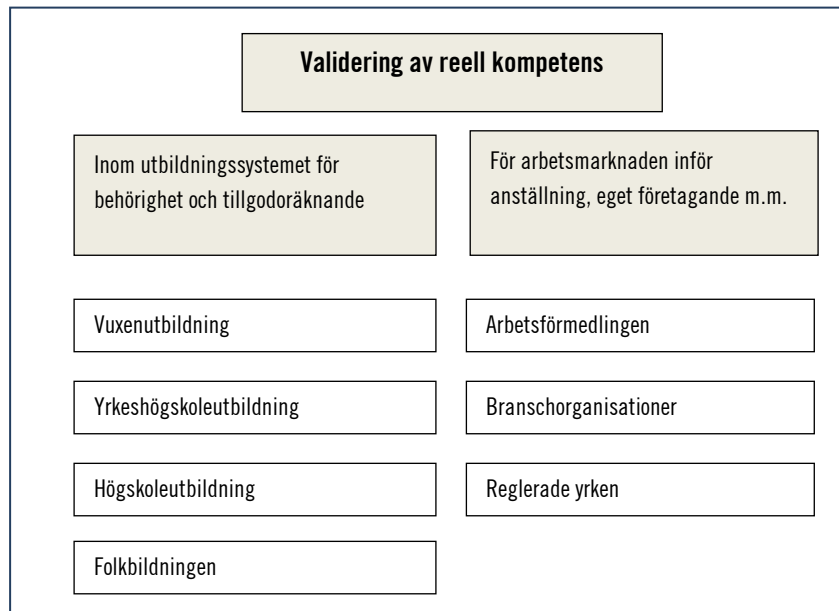 Validering av reell kompetens
Inom utbildningssystemet för
behörighet och tillgodoräknande
För arbetsmarknaden inför
anställning, eget företagande m.m.
Vuxenutbildning
Arbetsförmedlingen
Yrkeshögskoleutbildning
Branschorganisationer
Högskoleutbildning
Reglerade yrken
Folkbildningen